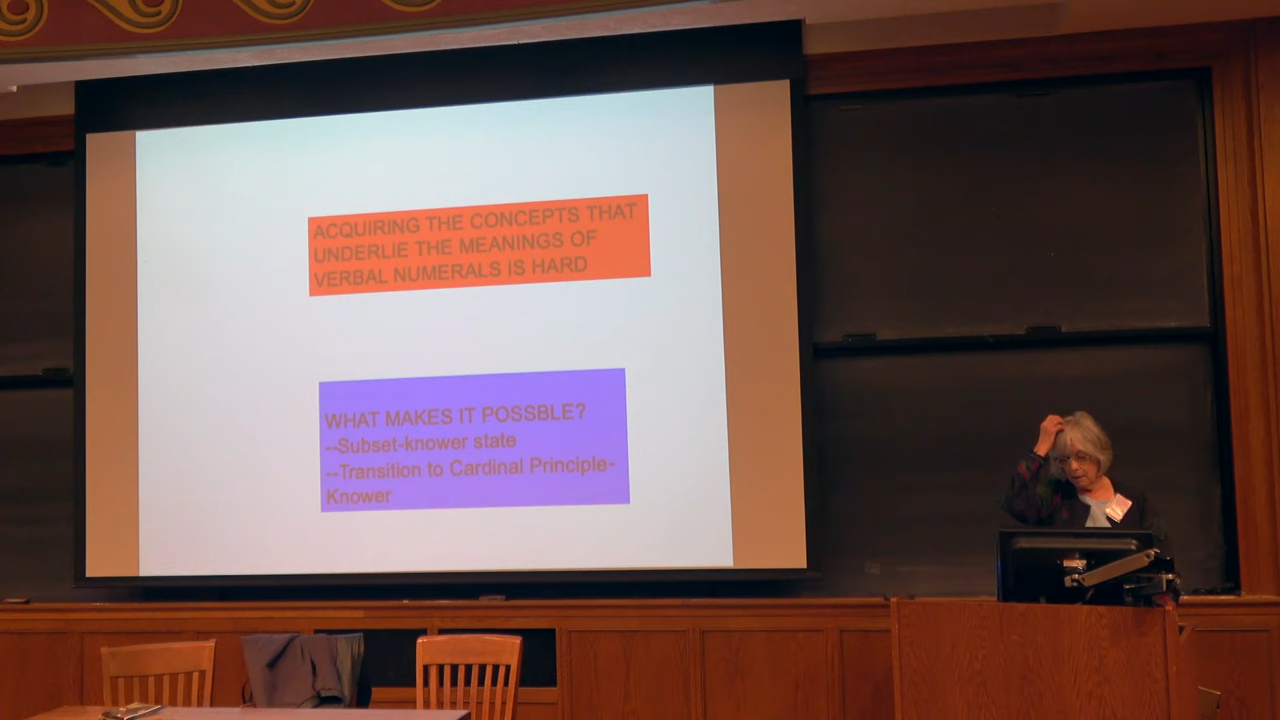 ACQUIRING THE CONCEPTS THAT
UNDERLIE THE MEANINGS OF
VERBAL NUMERALS IS HARD
WHAT MAKES IT POSSBLE?
--Subset-knower state
--Transition to Cardinal Principle-
Knower